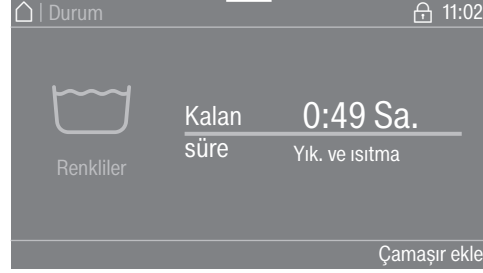 | Durum
11:02
Kalan
süre
0:49 Sa.
Yık. ve ısıtma
Renkliler
Çamaşır ekle